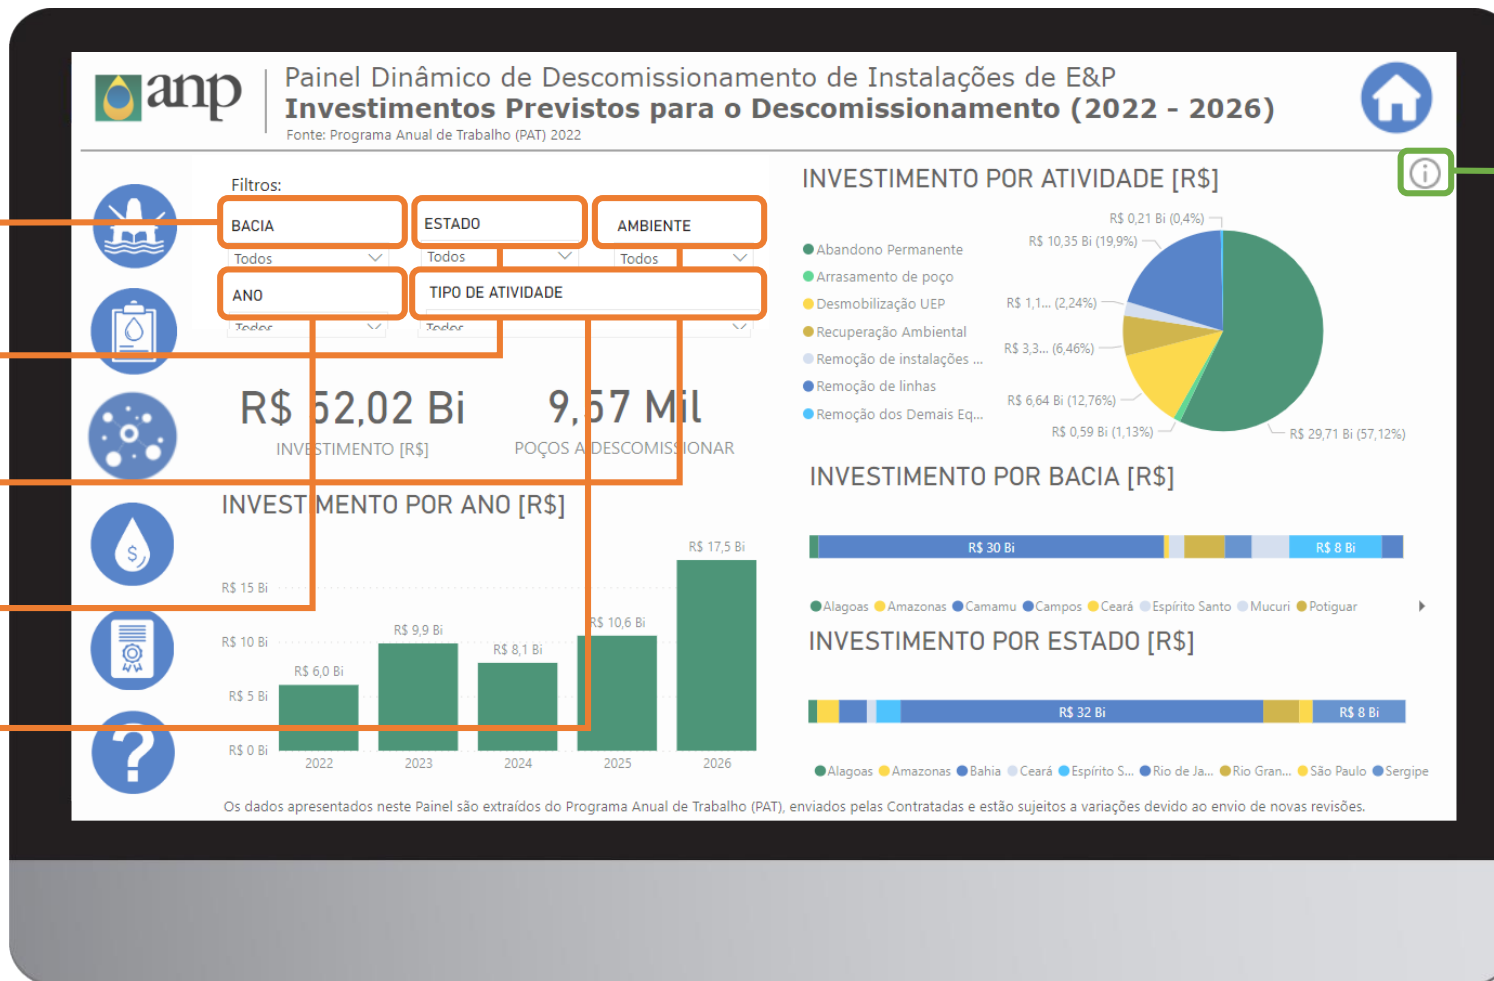 anp
Painel Dinâmico de Descomissionamento de Instalações de E&P
Investimentos Previstos para o Descomissionamento (2022 - 2026)
Fonte: Programa Anual de Trabalho (PAT) 2022
Filtros:
BACIA
Todos
ESTADO
Todos
AMBIENTE
Todos
ANO
Todos
TIPO DE ATIVIDADE
Todos
R$ 52,02 Bi
INVESTIMENTO [R$]
9,57 Mil
POÇOS A DESCOMISSIONAR
INVESTIMENTO POR ANO [R$]
R$ 15 Bi
R$ 10 Bi
R$ 5 Bi
R$ 0 Bi
R$ 6,0 Bi
R$ 9,9 Bi
R$ 8,1 Bi
R$ 10,6 Bi
R$ 17,5 Bi
2022
2023
2024
2025
2026
INVESTIMENTO POR ATIVIDADE [R$]
Abandono Permanente
Arrasamento de poço
Desmobilização UEP
Recuperação Ambiental
Remoção de instalações ...
Remoção de linhas
Remoção dos Demais Eq...
R$ 0,21 Bi (0,4%)
R$ 10,35 Bi (19,9%)
R$ 1,1... (2,24%)
R$ 3,3... (6,46%)
R$ 6,64 Bi (12,76%)
R$ 0,59 Bi (1,13%)
R$ 29,71 Bi (57,12%)
INVESTIMENTO POR BACIA [R$]
R$ 30 Bi
R$ 8 Bi
Alagoas Amazonas Camamu Campos Ceará Espírito Santo Mucuri Potiguar
INVESTIMENTO POR ESTADO [R$]
R$ 32 Bi
R$ 8 Bi
Alagoas Amazonas Bahia Ceará Espírito S... Rio de Ja... Rio Gran... São Paulo Sergipe
Os dados apresentados neste Painel são extraídos do Programa Anual de Trabalho (PAT), enviados pelas Contratadas e estão sujeitos a variações devido ao envio de novas revisões.